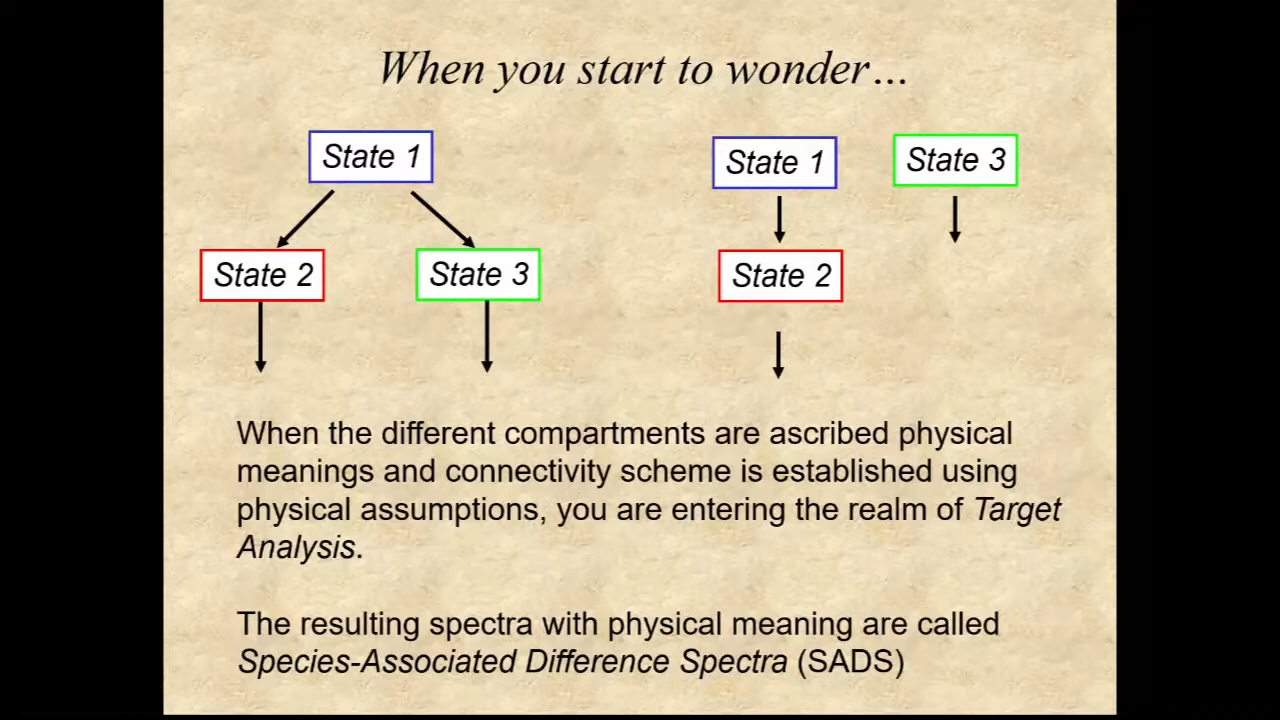 When you start to wonder…
State 1
State 1
State 3
State 2
State 3
State 2
When the different compartments are ascribed physical
meanings and connectivity scheme is established using
physical assumptions, you are entering the realm of Target
Analysis.
The resulting spectra with physical meaning are called
Species-Associated Difference Spectra (SADS)